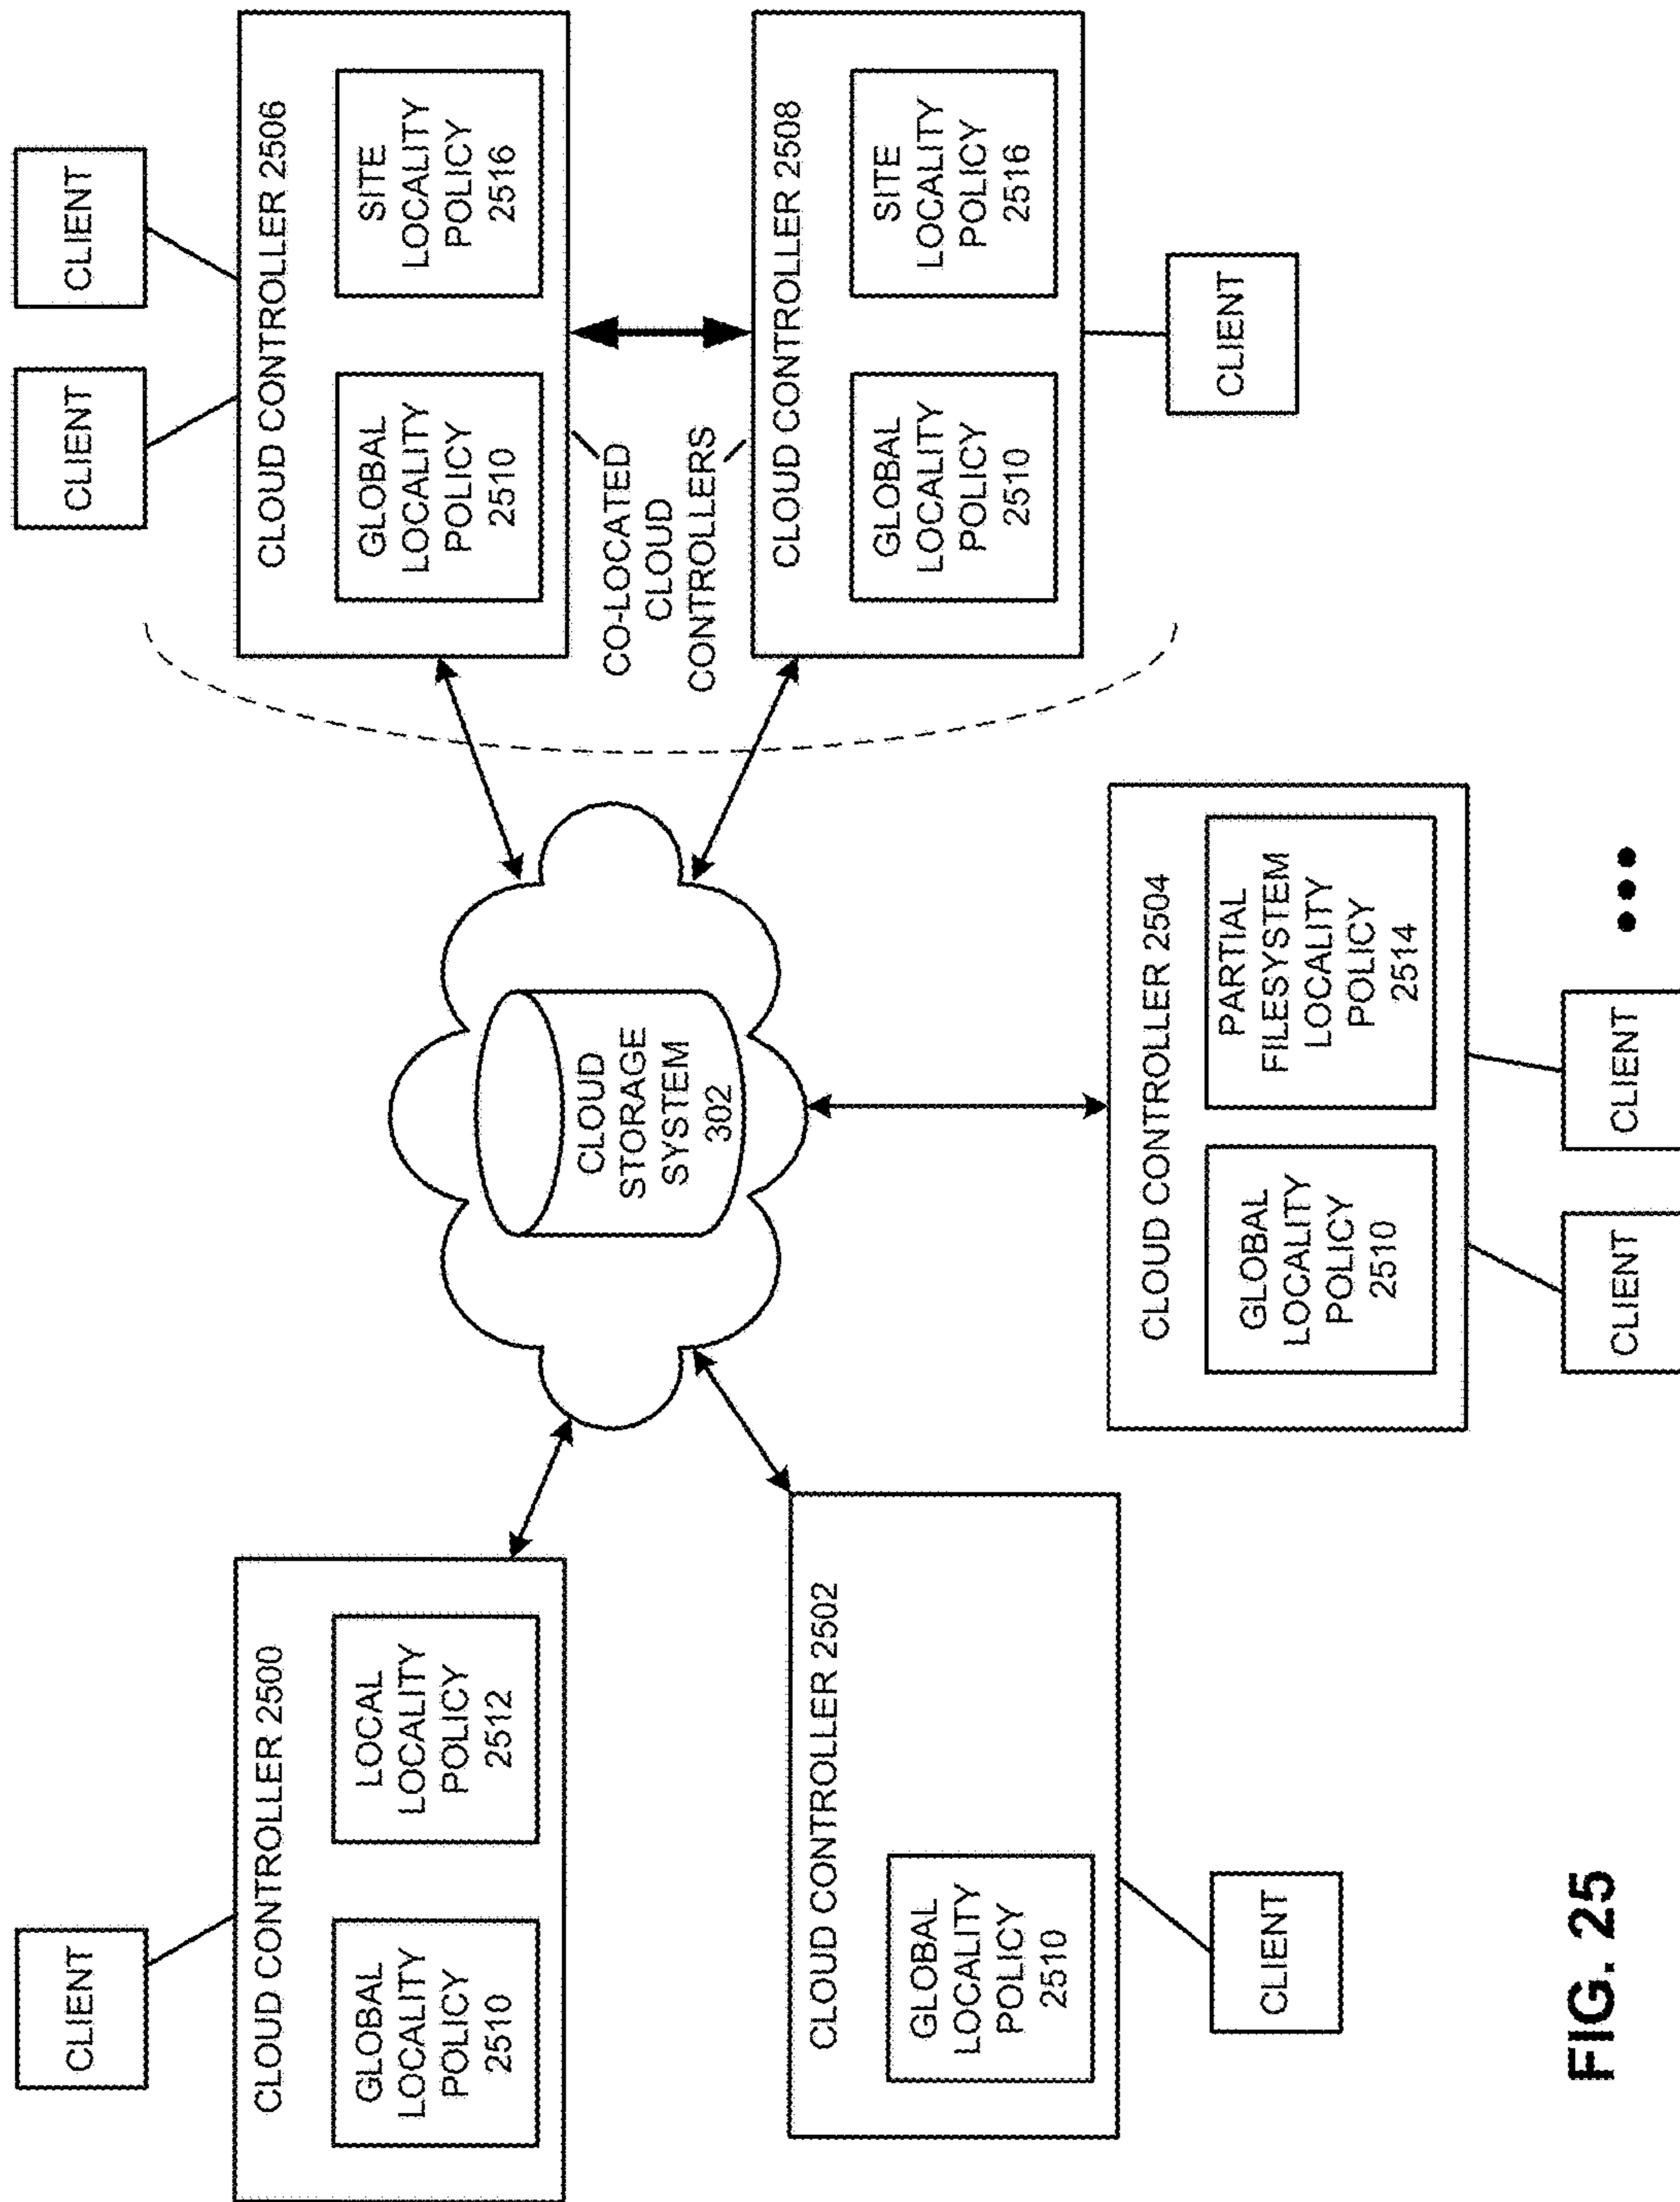 CLIENT
CLOUD CONTROLLER 2500
GLOBAL
LOCALITY
POLICY
2510
LOCAL
LOCALITY
POLICY
2512
CLOUD CONTROLLER 2502
GLOBAL
LOCALITY
POLICY
2510
CLIENT
CLOUD
STORAGE
SYSTEM
302
CLOUD CONTROLLER 2504
GLOBAL
LOCALITY
POLICY
2510
PARTIAL
FILESYSTEM
LOCALITY
POLICY
2514
CLIENT
CLIENT
CLIENT
CLIENT
CLOUD CONTROLLER 2506
GLOBAL
LOCALITY
POLICY
2510
SITE
LOCALITY
POLICY
2516
CO-LOCATED
CLOUD
CONTROLLERS
CLOUD CONTROLLER 2508
GLOBAL
LOCALITY
POLICY
2510
SITE
LOCALITY
POLICY
2516
CLIENT
FIG. 25